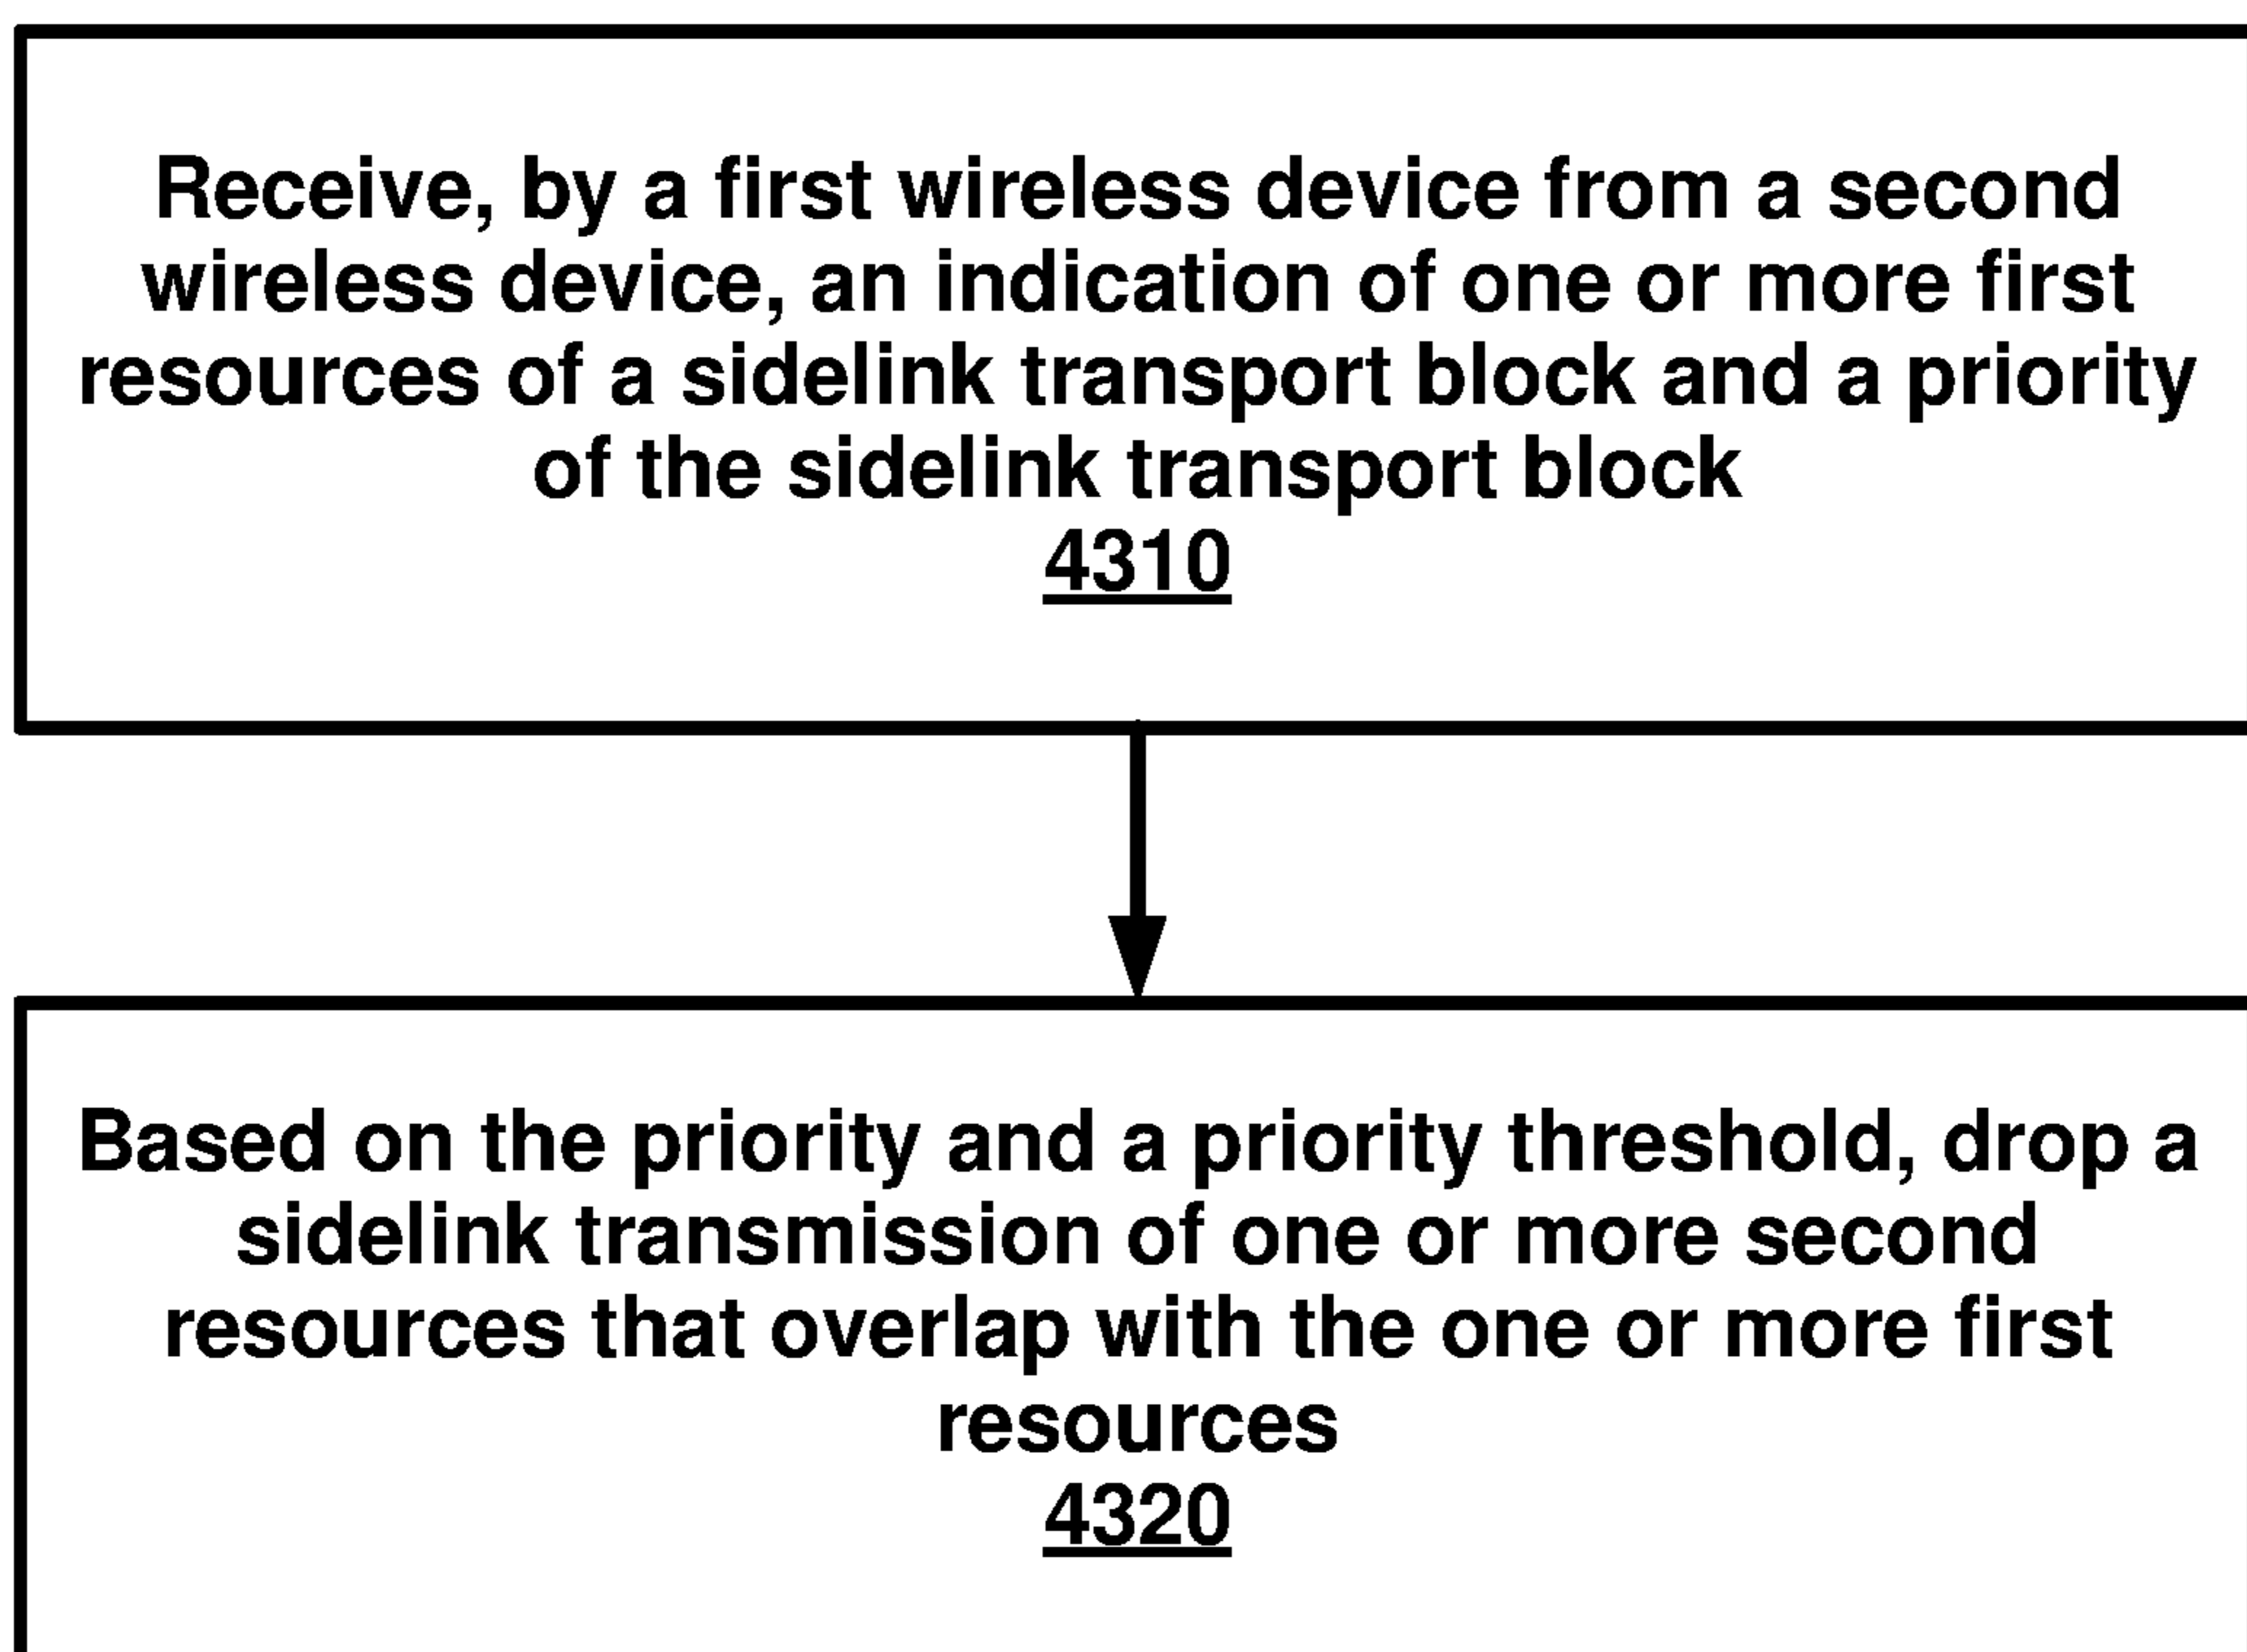 Receive, by a first wireless device from a second
wireless device, an indication of one or more first
resources of a sidelink transport block and a priority
of the sidelink transport block
4310
Based on the priority and a priority threshold, drop a
sidelink transmission of one or more second
resources that overlap with the one or more first
resources
4320